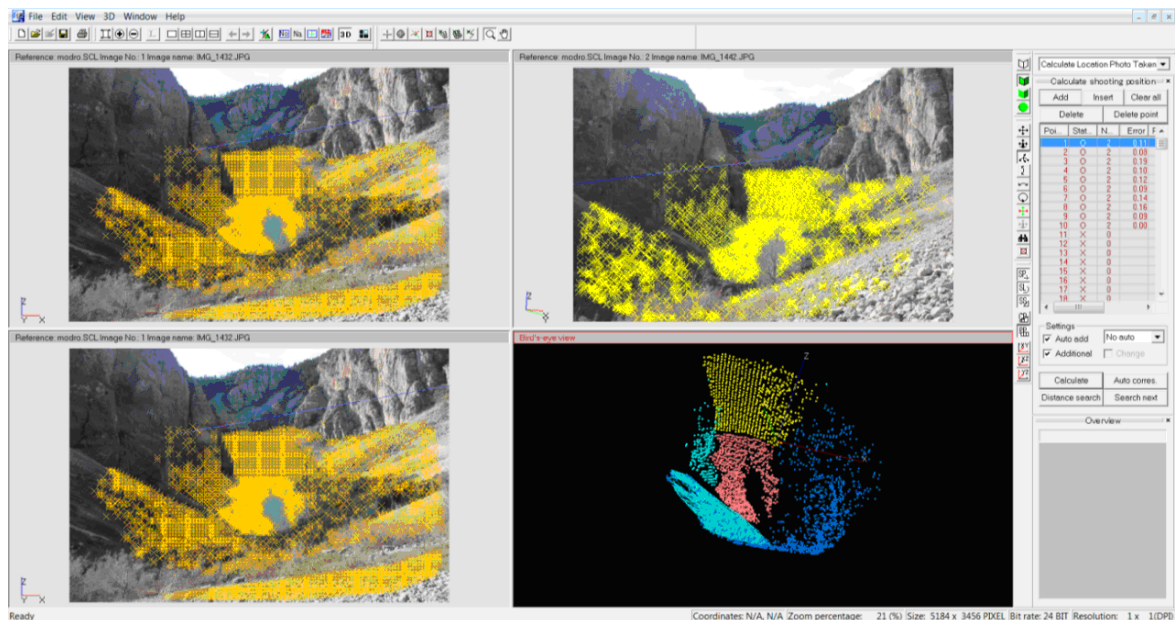 File Edit View 3D Window Help
3D
Reference: modro.SCL Image No.: 1 Image name: IMG_1432.JPG
Reference: modro.SCL Image No.: 2 Image name: IMG_1442.JPG
Z
Y X
Z
X
Reference: modro.SCL Image No.: 1 Image name: IMG_1432.JPG
Bird's-eye view
Z
Z
Y X
Calculate Location Photo Taken
Calculate shooting position
Add Insert Clear all
Delete Delete point
Poi... Stat... N... Error
1 O 2 0.11
2 O 2 0.08
3 O 2 0.19
4 O 2 0.10
5 O 2 0.12
6 O 2 0.09
7 O 2 0.14
8 O 2 0.16
9 O 2 0.09
10 O 2 0.00
11 X 0
12 X 0
13 X 0
14 X 0
15 X 0
16 X 0
17 X 0
18 X 0
Settings
Auto add No auto
Additional Change
Calculate Auto corres.
Distance search Search next
Overview
Ready Coordinates: N/A, N/A Zoom percentage: 21 (%) Size: 5184 x 3456 PIXEL Bit rate: 24 BIT Resolution: 1 x 1(DPI)